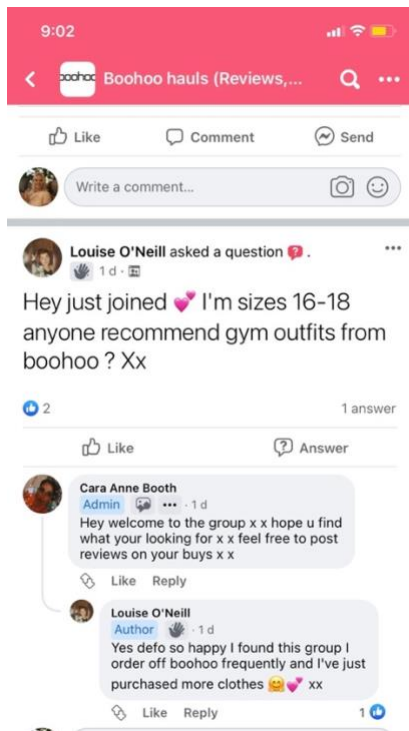 9:02
boohoo Boohoo hauls (Reviews,...
Like Comment Send
Write a comment...
Louise O'Neill asked a question .
1 d ·
Hey just joined 💕 I'm sizes 16-18
anyone recommend gym outfits from
boohoo ? Xx
2 1 answer
Like Answer
Cara Anne Booth
Admin · 1 d
Hey welcome to the group x x hope u find
what your looking for x x feel free to post
reviews on your buys x x
Like Reply
Louise O'Neill
Author · 1 d
Yes defo so happy I found this group I
order off boohoo frequently and I've just
purchased more clothes 🤗💕 xx
Like Reply 1